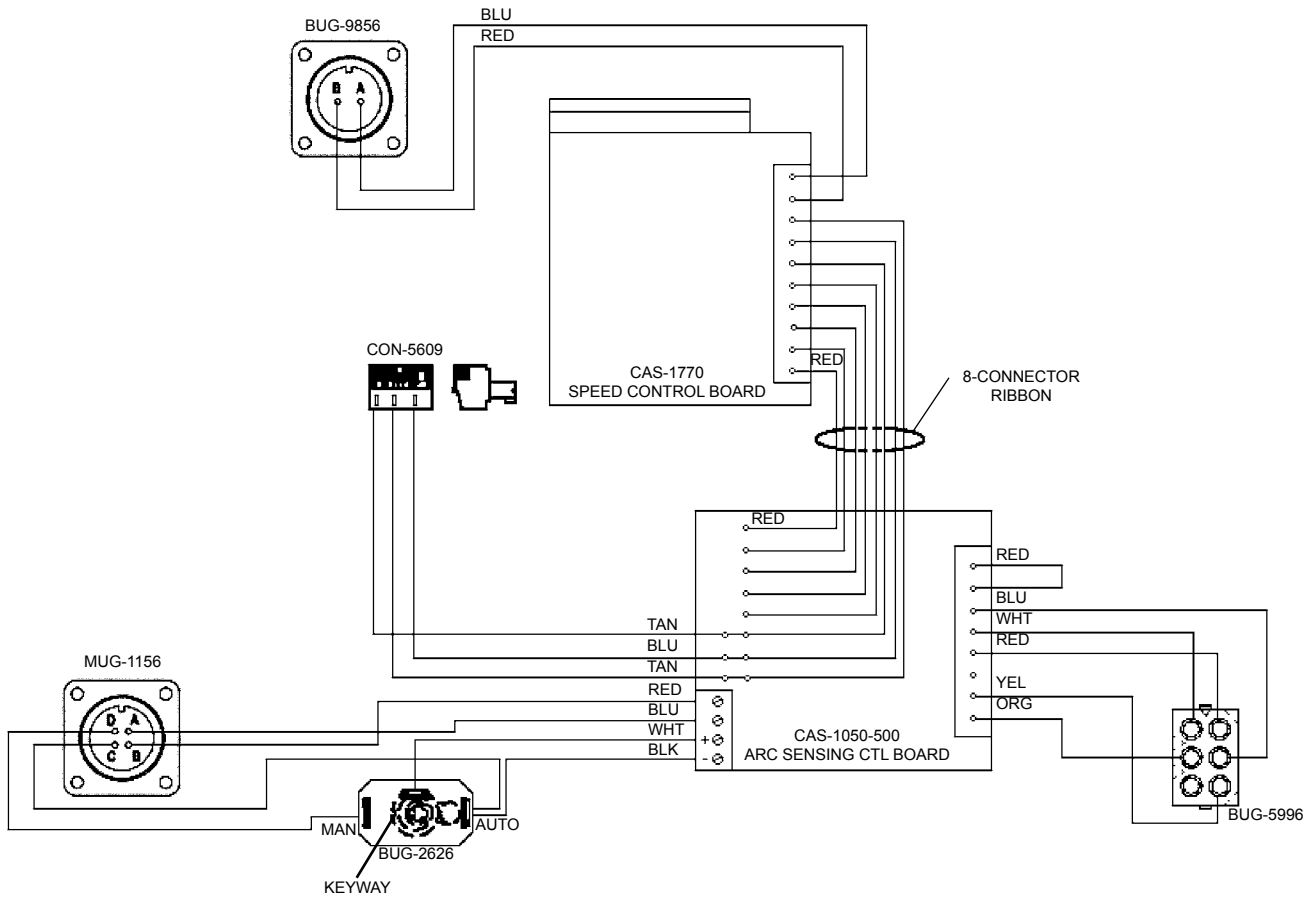 BLU
BUG-9856
RED
B A
CON-5609
RED
CAS-1770
SPEED CONTROL BOARD
8-CONNECTOR
RIBBON
RED
RED
BLU
TAN
WHT
BLU
RED
MUG-1156
TAN
RED
YEL
BLU
ORG
D A
WHT
C B
+
CAS-1050-500
BLK
ARC SENSING CTL BOARD
-
MAN
AUTO
BUG-5996
BUG-2626
KEYWAY